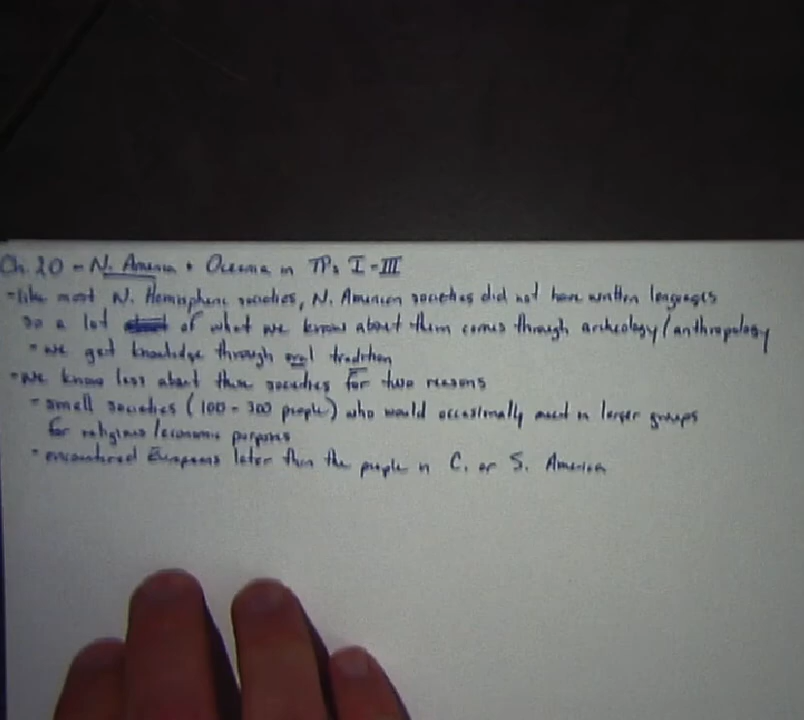 Ch. 20 - N. America + Oceania in TPs I-III
- like most N. Hemisphere societies, N. American societies did not have written languages
so a lot of what we know about them comes through archeology/anthropology
- we get knowledge through oral tradition
- we know less about these societies for two reasons
- small societies (100 - 300 people) who would occasionally meet in larger groups
for religious/economic purposes
- encountered Europeans later than the people in C. or S. America